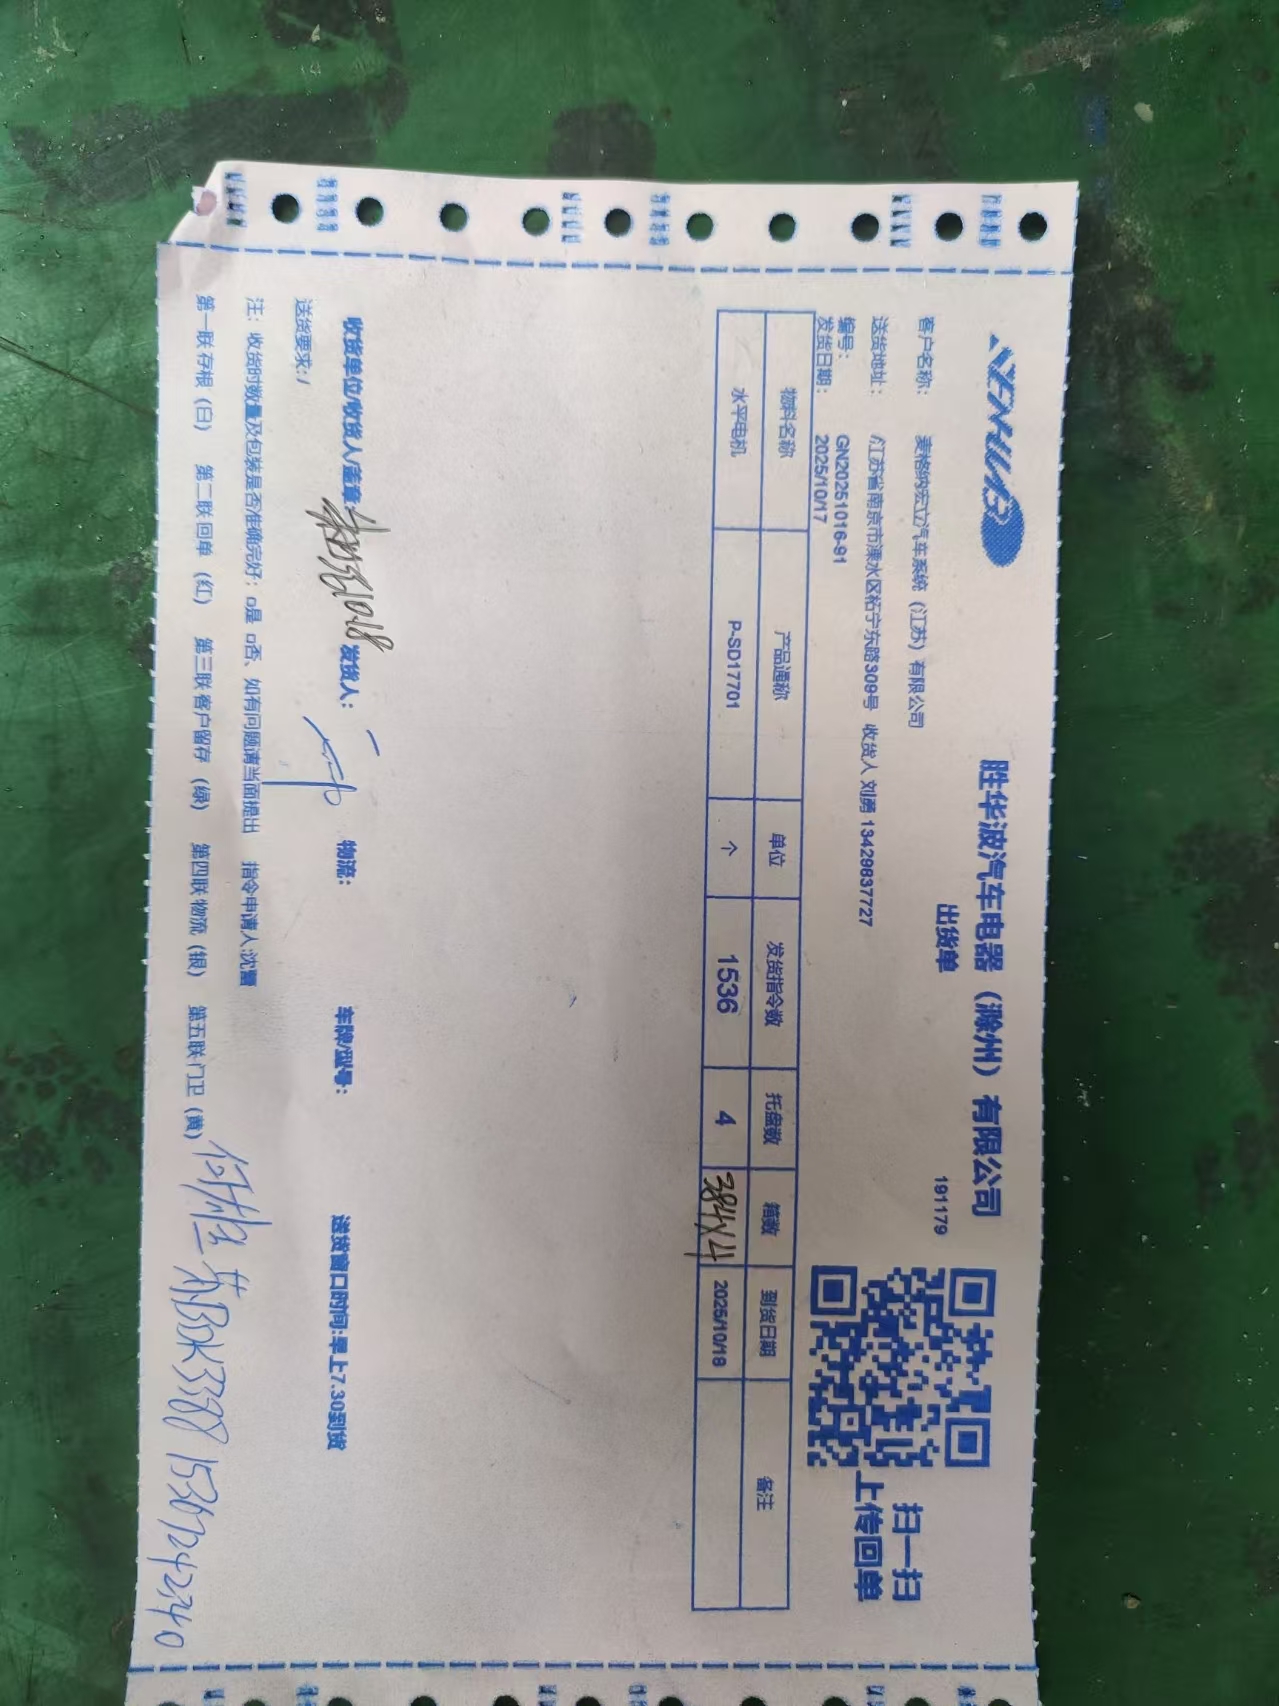 SHENGHUABO
胜华波汽车电器（滁州）有限公司
出货单
191179
扫一扫
上传回单
客户名称： 麦格纳宏立汽车系统（江苏）有限公司
送货地址： /江苏省南京市溧水区柘宁东路309号 收货人 刘勇 13429837727
编号： GN20251016-91
发货日期： 2025/10/17
物料名称 产品通称 单位 发货指令数 托盘数 箱数 到货日期 备注
水平电机 P-SD17701 个 1536 4 384×4 2025/10/18
收货单位/收货人/盖章: 10.18 发货人： 物流： 车牌/型号： 送货窗口时间:早上7.30到货
送货要求:/
注： 收货时数量及包装是否准确完好；□是 □否、如有问题请当面提出 指令申请人:沈
第一联 存根（白） 第二联 回单（红） 第三联 客户留存（绿） 第四联 物流（银） 第五联 门卫（黄）
15367242240